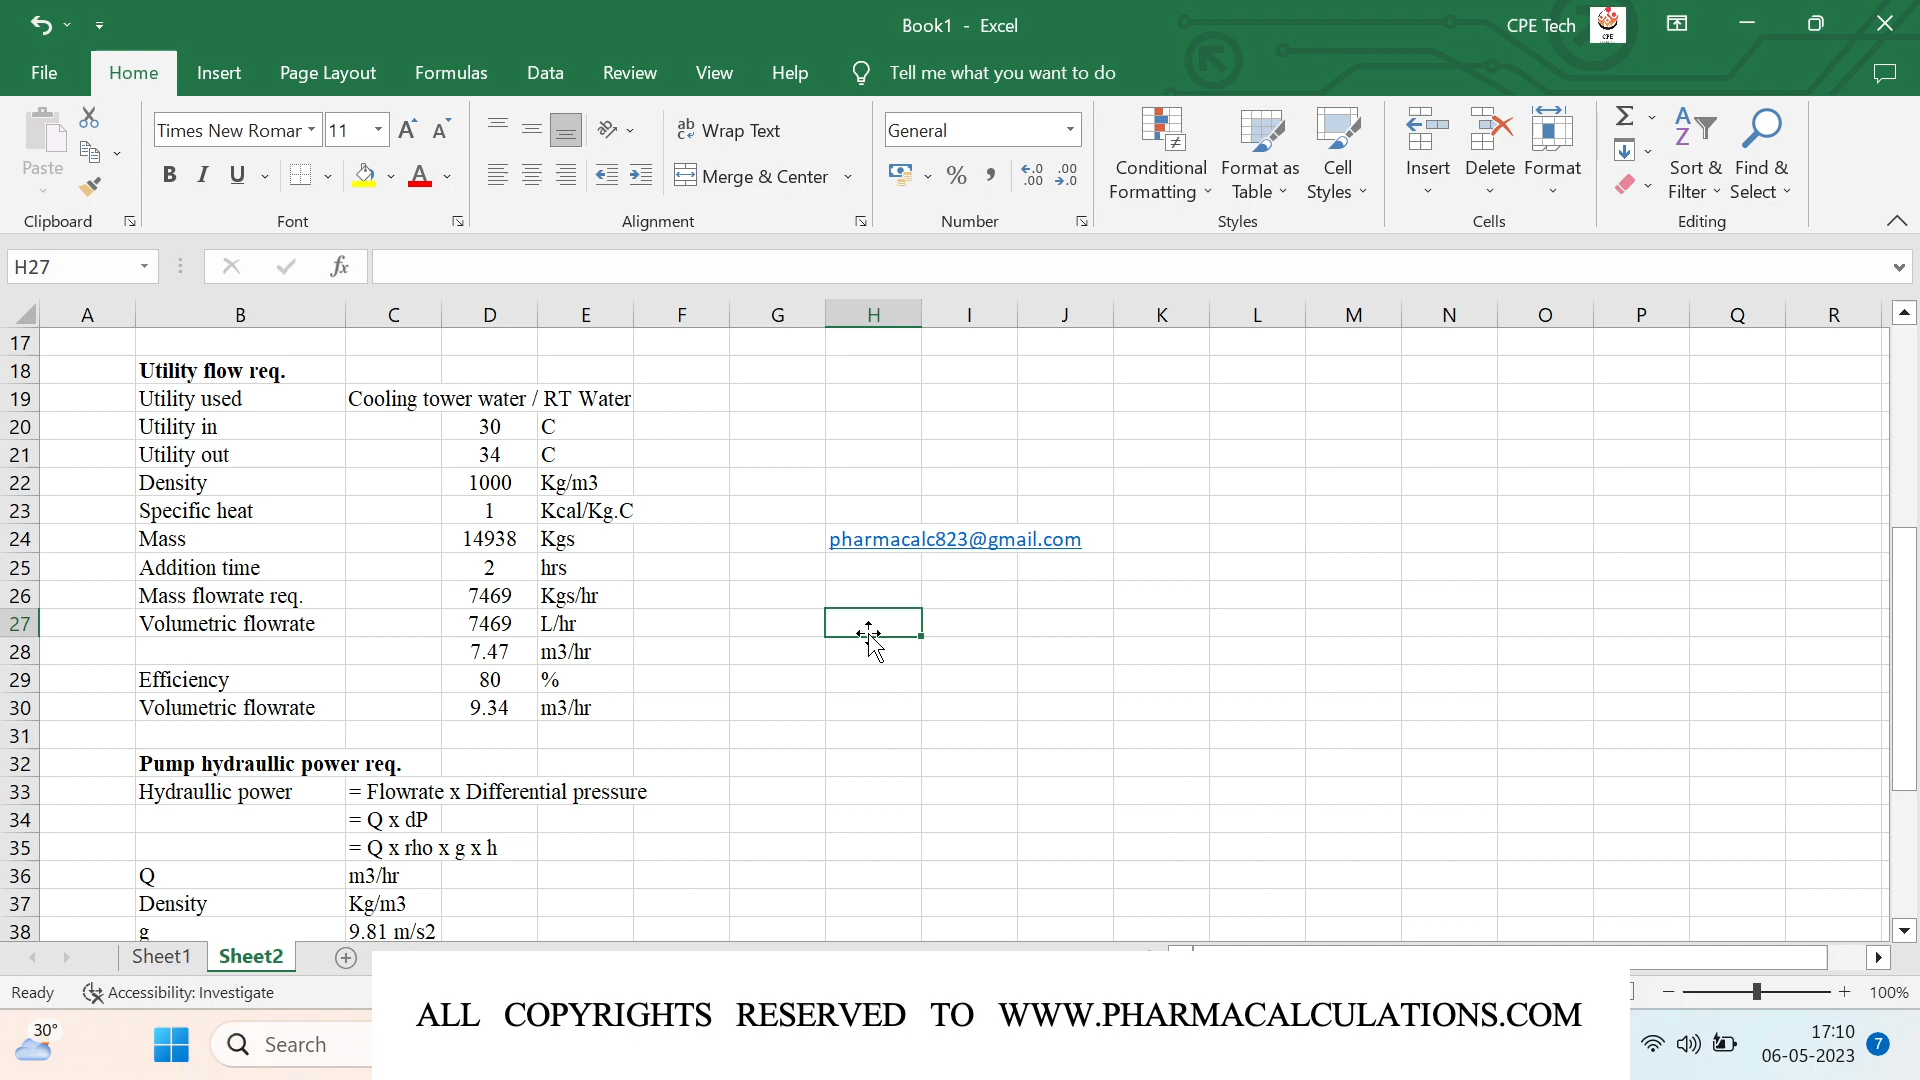 Book1 - Excel
CPE Tech
File Home Insert Page Layout Formulas Data Review View Help Tell me what you want to do
Paste
Times New Romar 11
Wrap Text
General
Merge & Center
Conditional Formatting
Format as Table
Cell Styles
Insert Delete Format
Sort & Filter
Find & Select
Clipboard Font Alignment Number Styles Cells Editing
H27
fx
A B C D E F G H I J K L M N O P Q R
17
18 Utility flow req.
19 Utility used Cooling tower water / RT Water
20 Utility in 30 C
21 Utility out 34 C
22 Density 1000 Kg/m3
23 Specific heat 1 Kcal/Kg.C
24 Mass 14938 Kgs pharmacalc823@gmail.com
25 Addition time 2 hrs
26 Mass flowrate req. 7469 Kgs/hr
27 Volumetric flowrate 7469 L/hr
28 7.47 m3/hr
29 Efficiency 80 %
30 Volumetric flowrate 9.34 m3/hr
31
32 Pump hydraullic power req.
33 Hydraullic power = Flowrate x Differential pressure
34 = Q x dP
35 = Q x rho x g x h
36 Q m3/hr
37 Density Kg/m3
38 g 9.81 m/s2
Sheet1 Sheet2
Ready Accessibility: Investigate 100%
ALL COPYRIGHTS RESERVED TO WWW.PHARMACALCULATIONS.COM
30° Search 17:10
06-05-2023 7